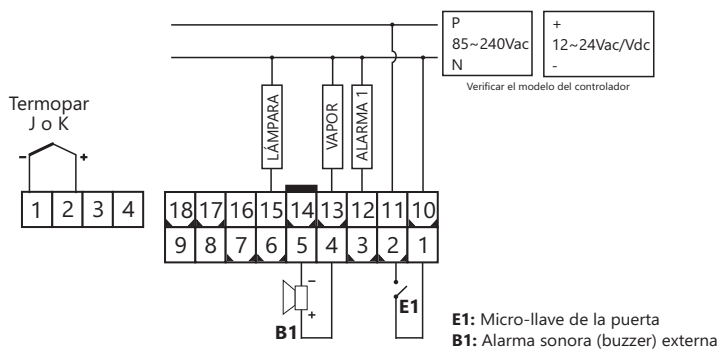 P
85~240Vac
N
+
12~24Vac/Vdc
-
Verificar el modelo del controlador
Termopar
J o K
- +
LÁMPARA
VAPOR
ALARMA 1
1 2 3 4
18 17 16 15 14 13 12 11 10
9 8 7 6 5 4 3 2 1
-
+
B1
E1
E1: Micro-llave de la puerta
B1: Alarma sonora (buzzer) externa